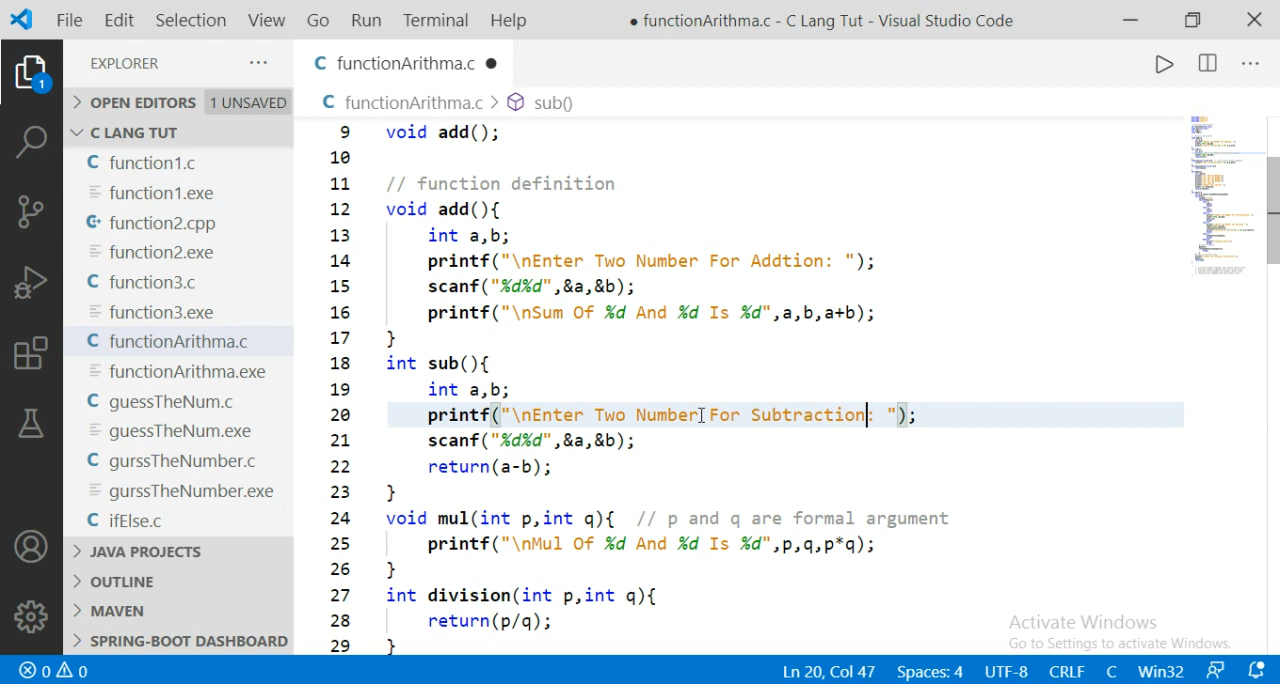 File Edit Selection View Go Run Terminal Help ● functionArithma.c - C Lang Tut - Visual Studio Code
EXPLORER ···
C functionArithma.c ●
OPEN EDITORS 1 UNSAVED
C functionArithma.c > sub()
C LANG TUT
C function1.c
function1.exe
C++ function2.cpp
function2.exe
C function3.c
function3.exe
C functionArithma.c
functionArithma.exe
C guessTheNum.c
guessTheNum.exe
C gurssTheNumber.c
gurssTheNumber.exe
C ifElse.c
JAVA PROJECTS
OUTLINE
MAVEN
SPRING-BOOT DASHBOARD
1
9 void add();
10
11 // function definition
12 void add(){
13 int a,b;
14 printf("\nEnter Two Number For Addtion: ");
15 scanf("%d%d",&a,&b);
16 printf("\nSum Of %d And %d Is %d",a,b,a+b);
17 }
18 int sub(){
19 int a,b;
20 printf("\nEnter Two Number For Subtraction: ");
21 scanf("%d%d",&a,&b);
22 return(a-b);
23 }
24 void mul(int p,int q){ // p and q are formal argument
25 printf("\nMul Of %d And %d Is %d",p,q,p*q);
26 }
27 int division(int p,int q){
28 return(p/q);
29 }
Activate Windows
Go to Settings to activate Windows.
0 0 Ln 20, Col 47 Spaces: 4 UTF-8 CRLF C Win32